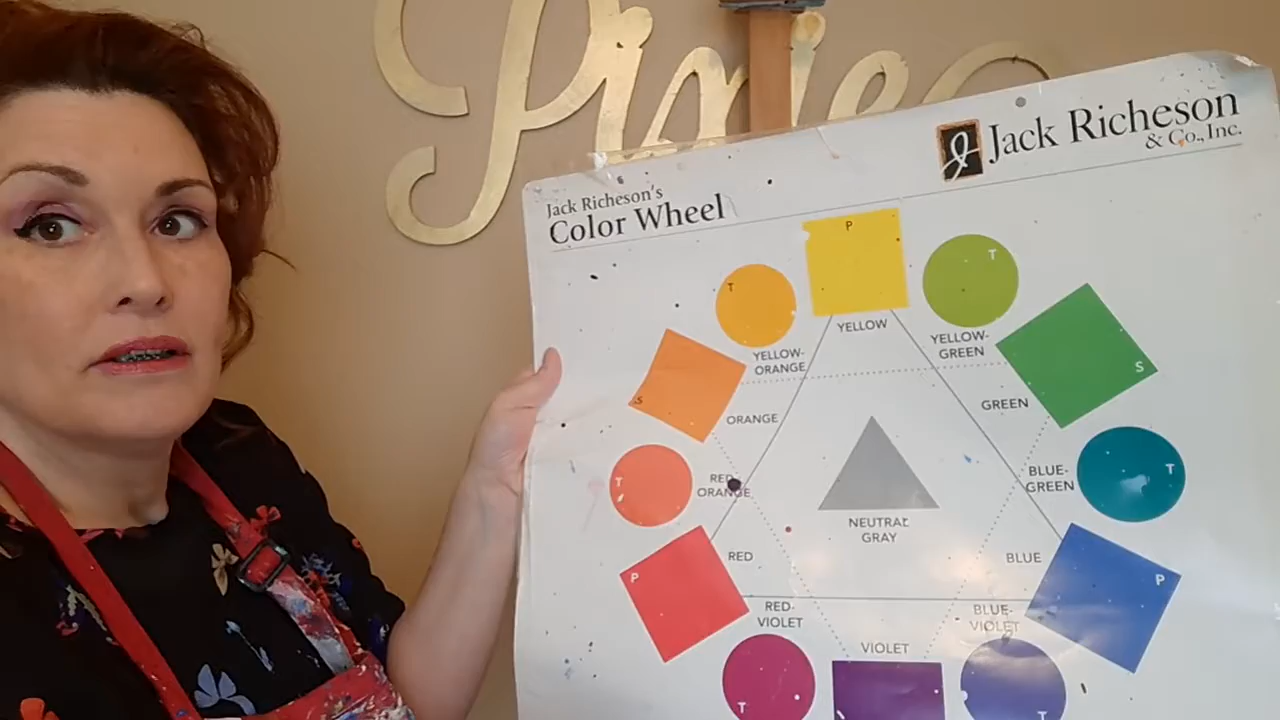 Pixie
Jack Richeson
& Co., Inc.
Jack Richeson's
Color Wheel
P
YELLOW
T
YELLOW-
GREEN
T
YELLOW-
ORANGE
S
GREEN
S
ORANGE
T
BLUE-
GREEN
T
RED
ORANGE
NEUTRAL
GRAY
P
BLUE
P
RED
RED-
VIOLET
BLUE-
VIOLET
VIOLET
T
T